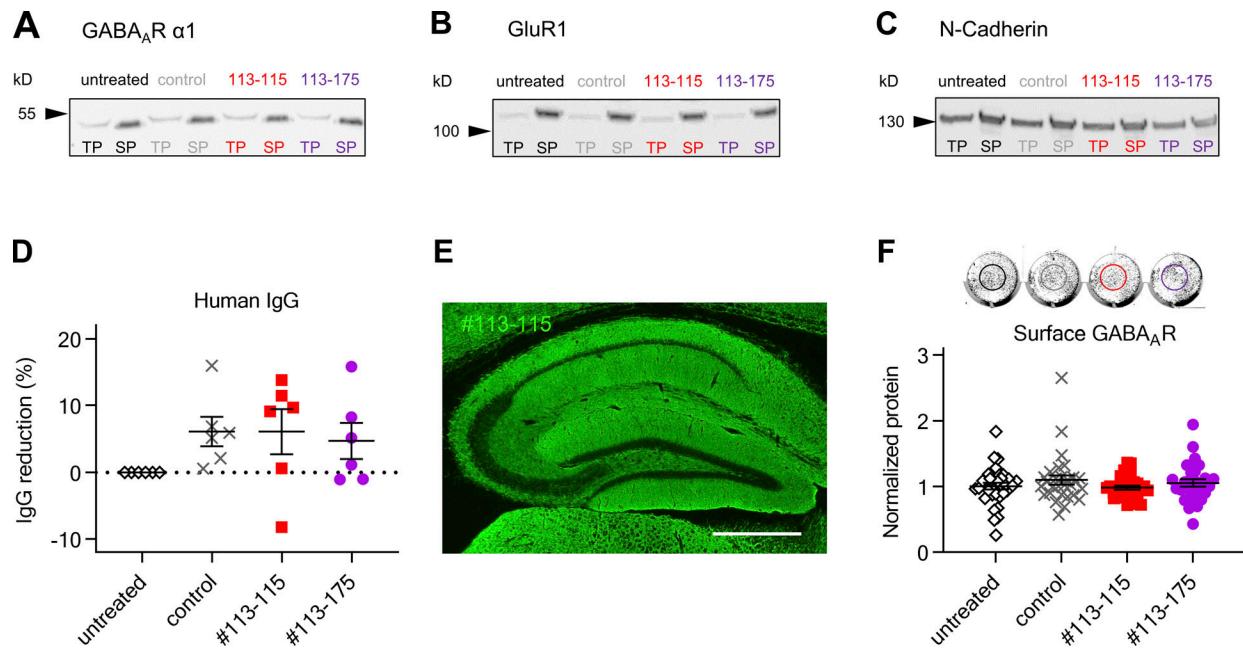 A
GABAAR α1
kD
untreated control 113-115 113-175
55
TP SP TP SP TP SP TP SP
B
GluR1
kD
untreated control 113-115 113-175
100
TP SP TP SP TP SP TP SP
C
N-Cadherin
kD
untreated control 113-115 113-175
130
TP SP TP SP TP SP TP SP
D
Human IgG
IgG reduction (%)
20
10
0
-10
untreated
control
#113-115
#113-175
E
#113-115
F
Surface GABAAR
Normalized protein
3
2
1
0
untreated
control
#113-115
#113-175